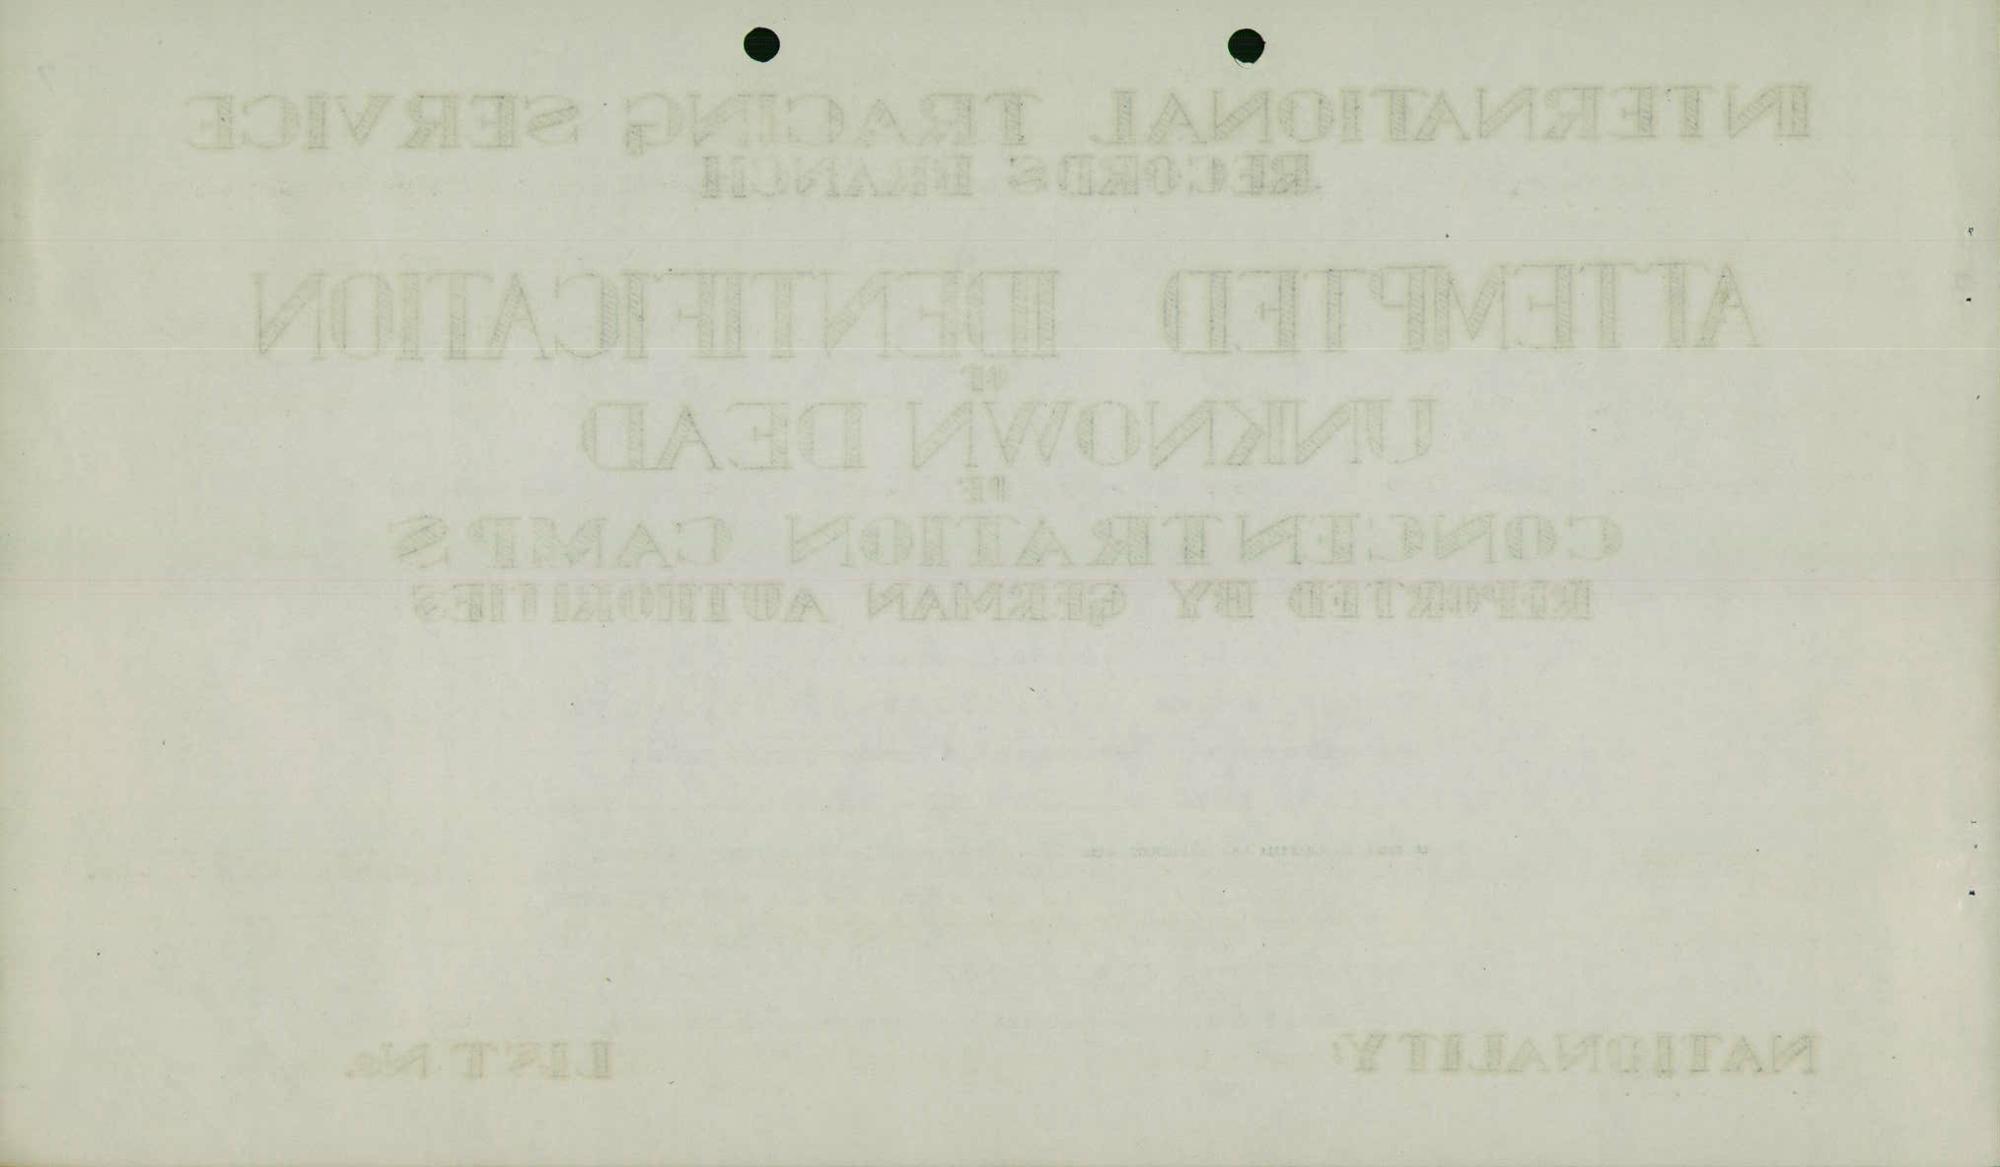 INTERNATIONAL TRACING SERVICE
RECORDS BRANCH
ATTEMPTED IDENTIFICATION
OF
UNKNOWN DEAD
OF
CONCENTRATION CAMPS
REPORTED BY GERMAN AUTHORITIES
NATIONALITY: LIST No.